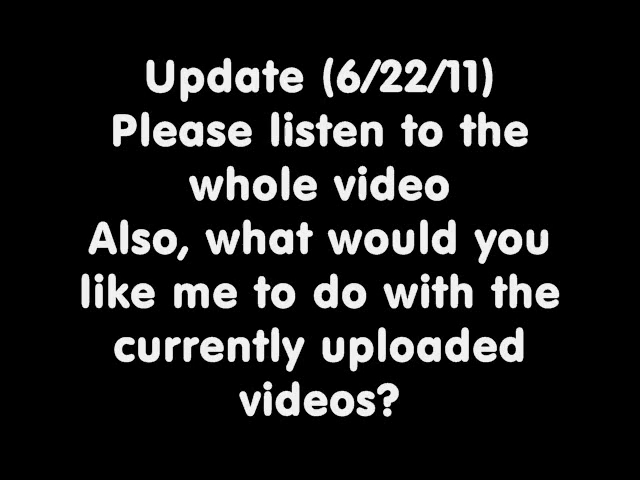 Update (6/22/11)
Please listen to the
whole video
Also, what would you
like me to do with the
currently uploaded
videos?